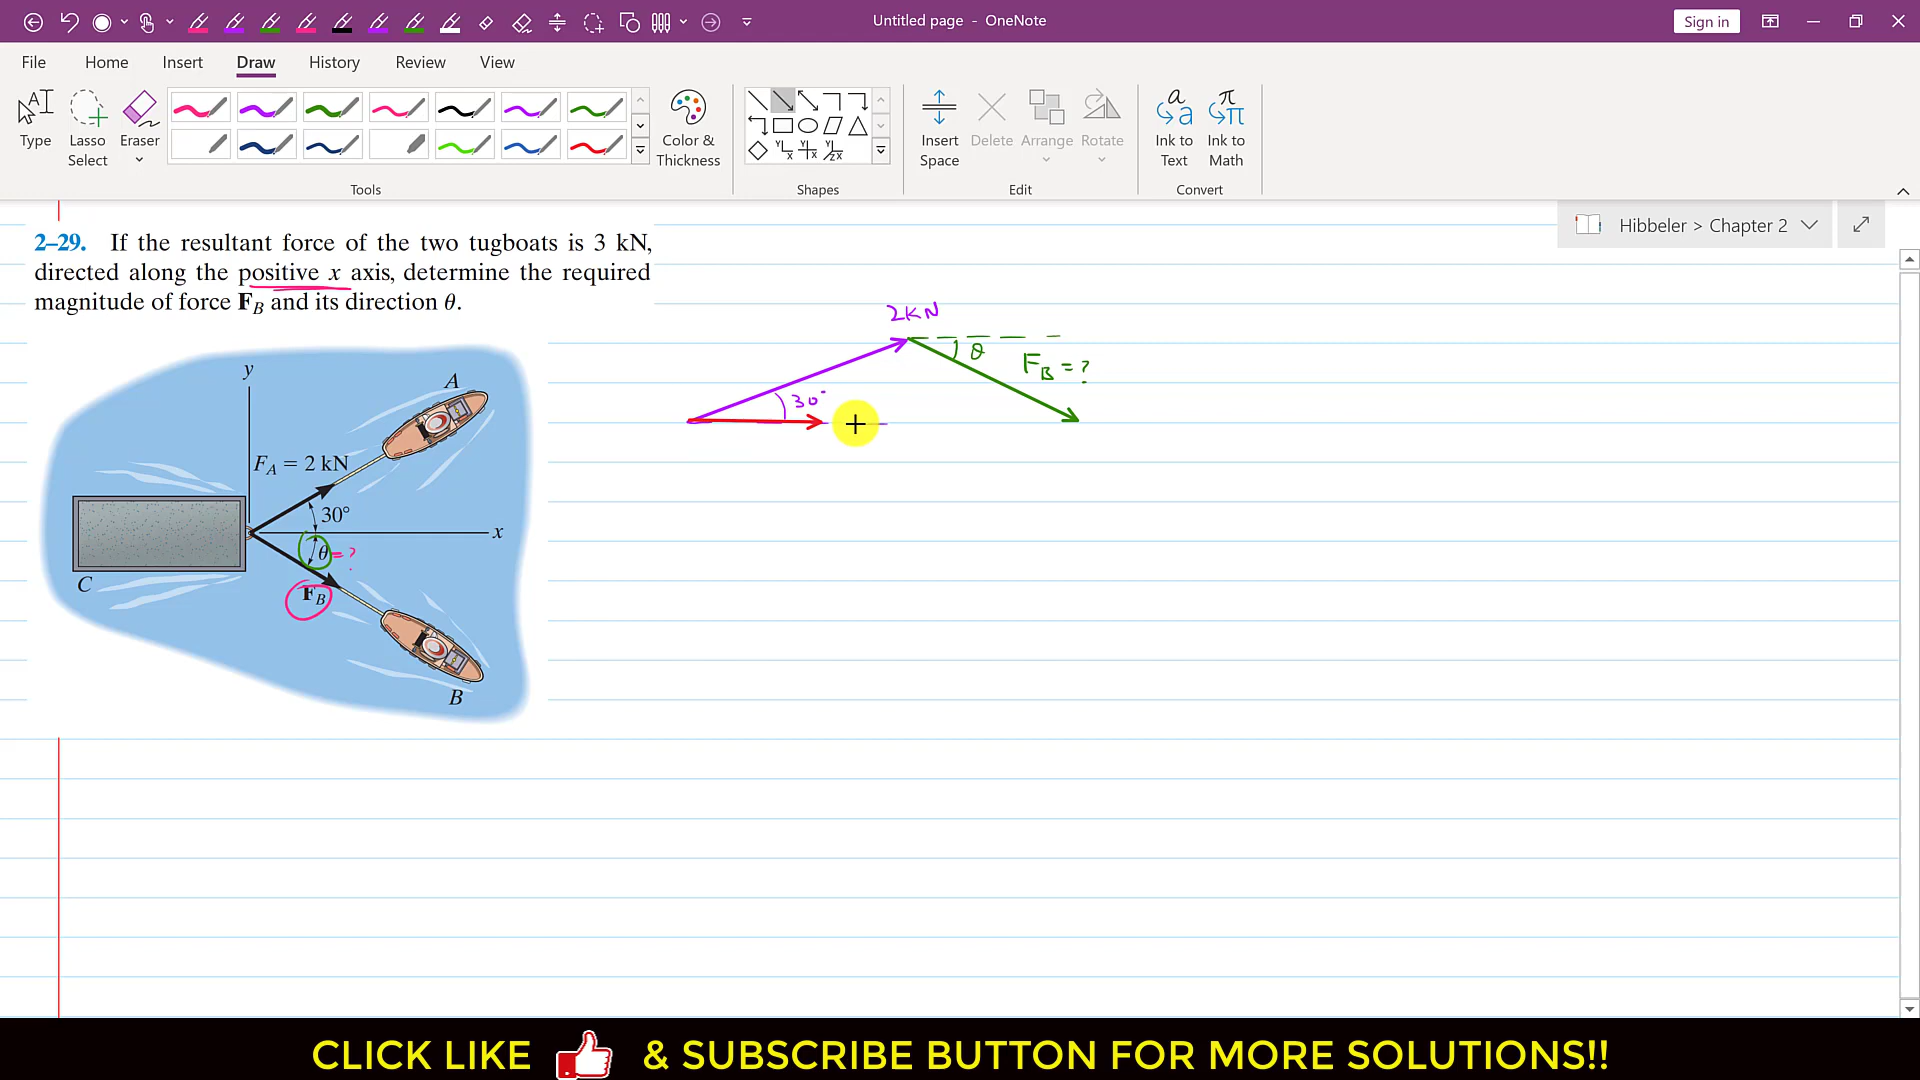 Untitled page - OneNote
Sign in
File Home Insert Draw History Review View
Type
Lasso Select
Eraser
Color & Thickness
Insert Space
Delete
Arrange
Rotate
Ink to Text
Ink to Math
Tools
Shapes
Edit
Convert
Hibbeler > Chapter 2
2–29. If the resultant force of the two tugboats is 3 kN,
directed along the positive x axis, determine the required
magnitude of force F_B and its direction θ.
2KN
θ
F_B = ?
30°
y
A
F_A = 2 kN
30°
x
θ = ?
C
F_B
B
CLICK LIKE & SUBSCRIBE BUTTON FOR MORE SOLUTIONS!!